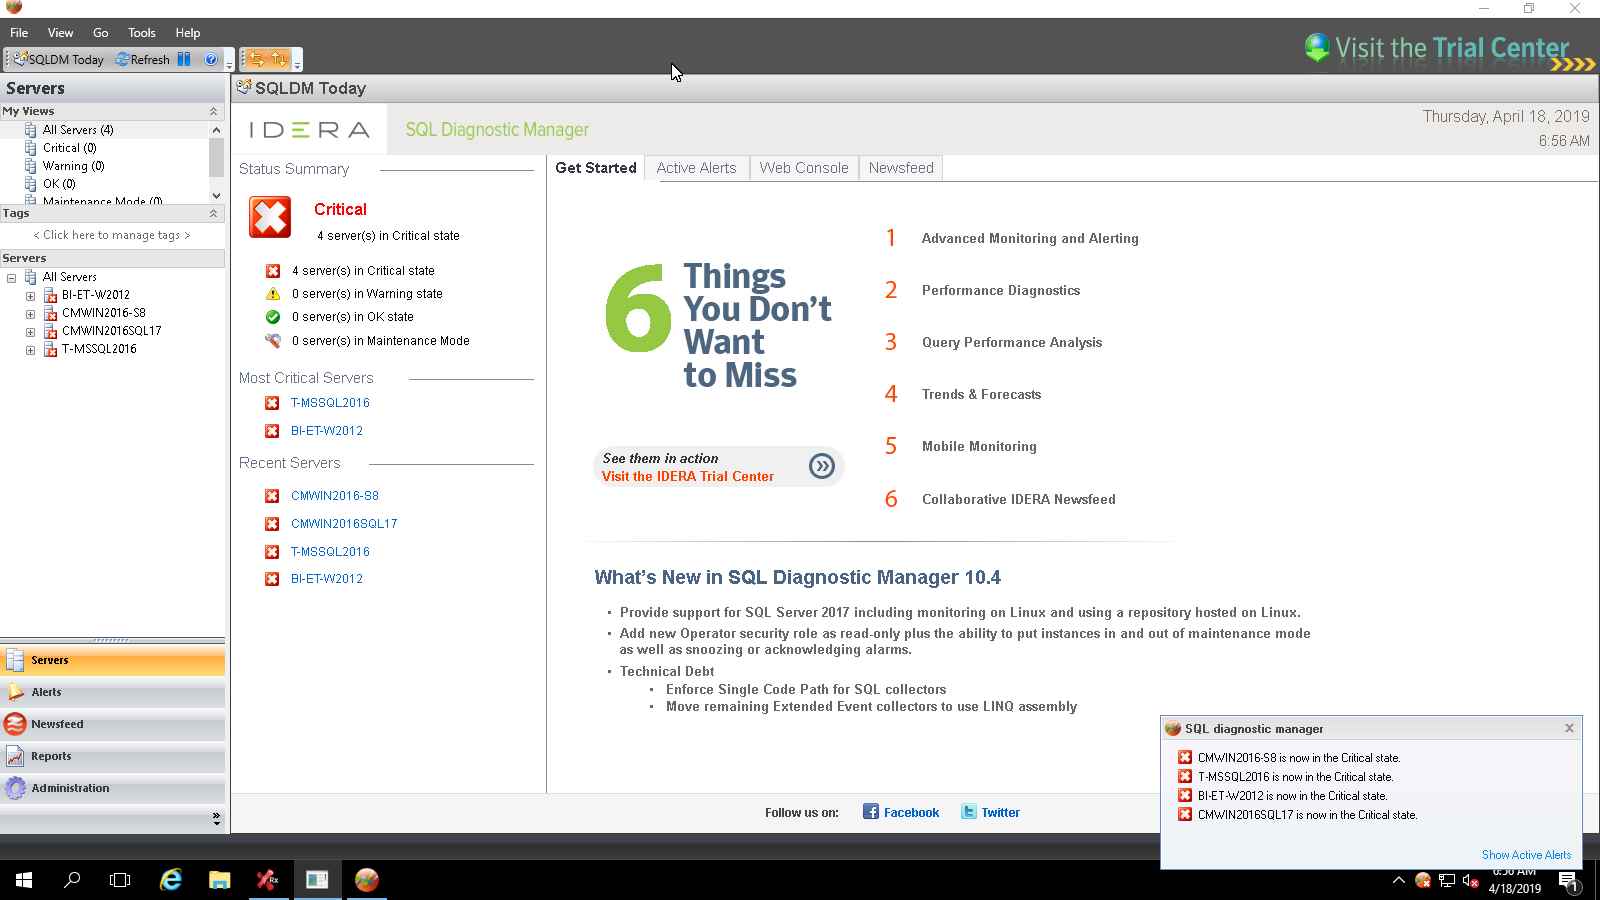 File View Go Tools Help
SQLDM Today Refresh
Visit the Trial Center
Servers
My Views
All Servers (4)
Critical (0)
Warning (0)
OK (0)
Maintenance Mode (0)
Tags
< Click here to manage tags >
Servers
All Servers
BI-ET-W2012
CMWIN2016-S8
CMWIN2016SQL17
T-MSSQL2016
Servers
Alerts
Newsfeed
Reports
Administration
SQLDM Today
IDERA
SQL Diagnostic Manager
Thursday, April 18, 2019
6:56 AM
Status Summary
Critical
4 server(s) in Critical state
4 server(s) in Critical state
0 server(s) in Warning state
0 server(s) in OK state
0 server(s) in Maintenance Mode
Most Critical Servers
T-MSSQL2016
BI-ET-W2012
Recent Servers
CMWIN2016-S8
CMWIN2016SQL17
T-MSSQL2016
BI-ET-W2012
Get Started Active Alerts Web Console Newsfeed
6 Things
You Don't
Want
to Miss
See them in action
Visit the IDERA Trial Center
1 Advanced Monitoring and Alerting
2 Performance Diagnostics
3 Query Performance Analysis
4 Trends & Forecasts
5 Mobile Monitoring
6 Collaborative IDERA Newsfeed
What's New in SQL Diagnostic Manager 10.4
• Provide support for SQL Server 2017 including monitoring on Linux and using a repository hosted on Linux.
• Add new Operator security role as read-only plus the ability to put instances in and out of maintenance mode
as well as snoozing or acknowledging alarms.
• Technical Debt
• Enforce Single Code Path for SQL collectors
• Move remaining Extended Event collectors to use LINQ assembly
Follow us on: Facebook Twitter
SQL diagnostic manager
CMWIN2016-S8 is now in the Critical state.
T-MSSQL2016 is now in the Critical state.
BI-ET-W2012 is now in the Critical state.
CMWIN2016SQL17 is now in the Critical state.
Show Active Alerts
6:56 AM
4/18/2019
1